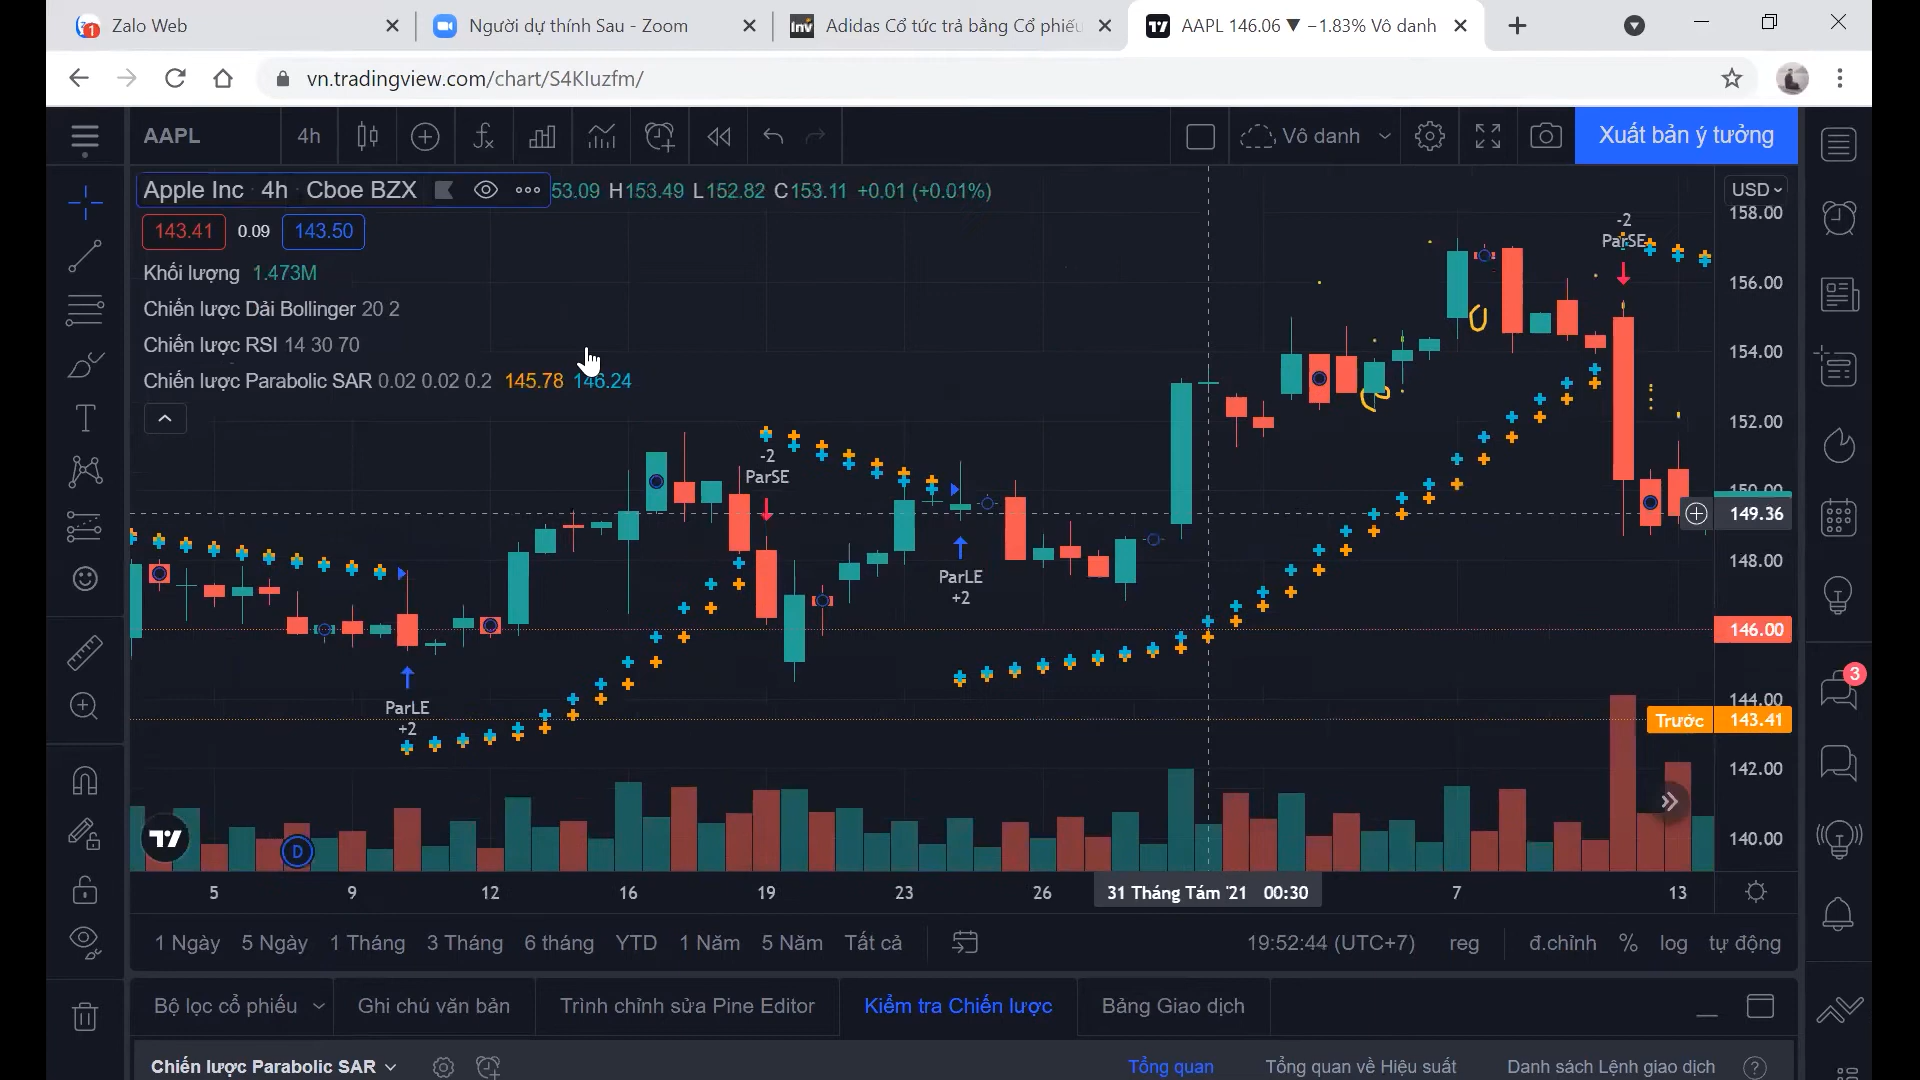 Zalo Web
Người dự thính Sau - Zoom
Adidas Cổ tức trả bằng Cổ phiếu
AAPL 146.06 ▼ −1.83% Vô danh
vn.tradingview.com/chart/S4KIuzfm/
AAPL
4h
Vô danh
Xuất bản ý tưởng
Apple Inc · 4h · Cboe BZX 53.09 H153.49 L152.82 C153.11 +0.01 (+0.01%)
USD
158.00
143.41 0.09 143.50
Khối lượng 1.473M
Chiến lược Dải Bollinger 20 2
Chiến lược RSI 14 30 70
Chiến lược Parabolic SAR 0.02 0.02 0.2 145.78 146.24
-2
ParSE
156.00
154.00
152.00
-2
ParSE
150.00
149.36
148.00
ParLE
+2
146.00
ParLE
+2
144.00
Trước 143.41
142.00
140.00
D
3
5 9 12 16 19 23 26 31 Tháng Tám '21 00:30 7 13
1 Ngày 5 Ngày 1 Tháng 3 Tháng 6 tháng YTD 1 Năm 5 Năm Tất cả
19:52:44 (UTC+7) reg đ.chỉnh % log tự động
Bộ lọc cổ phiếu Ghi chú văn bản Trình chỉnh sửa Pine Editor Kiểm tra Chiến lược Bảng Giao dịch
Chiến lược Parabolic SAR
Tổng quan Tổng quan về Hiệu suất Danh sách Lệnh giao dịch